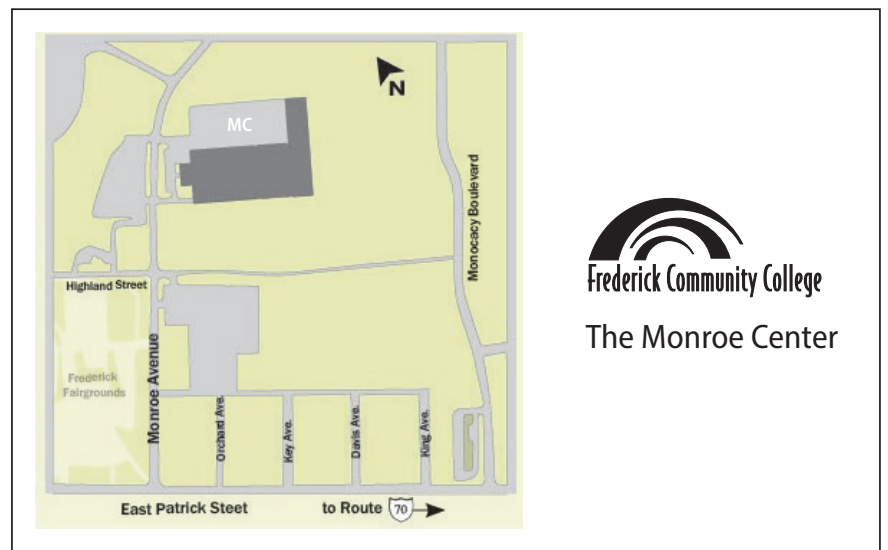 N
MC
Monocacy Boulevard
Highland Street
Frederick
Fairgrounds
Monroe Avenue
Orchard Ave.
Key Ave.
Davis Ave.
King Ave.
East Patrick Steet
to Route 70
Frederick Community College
The Monroe Center